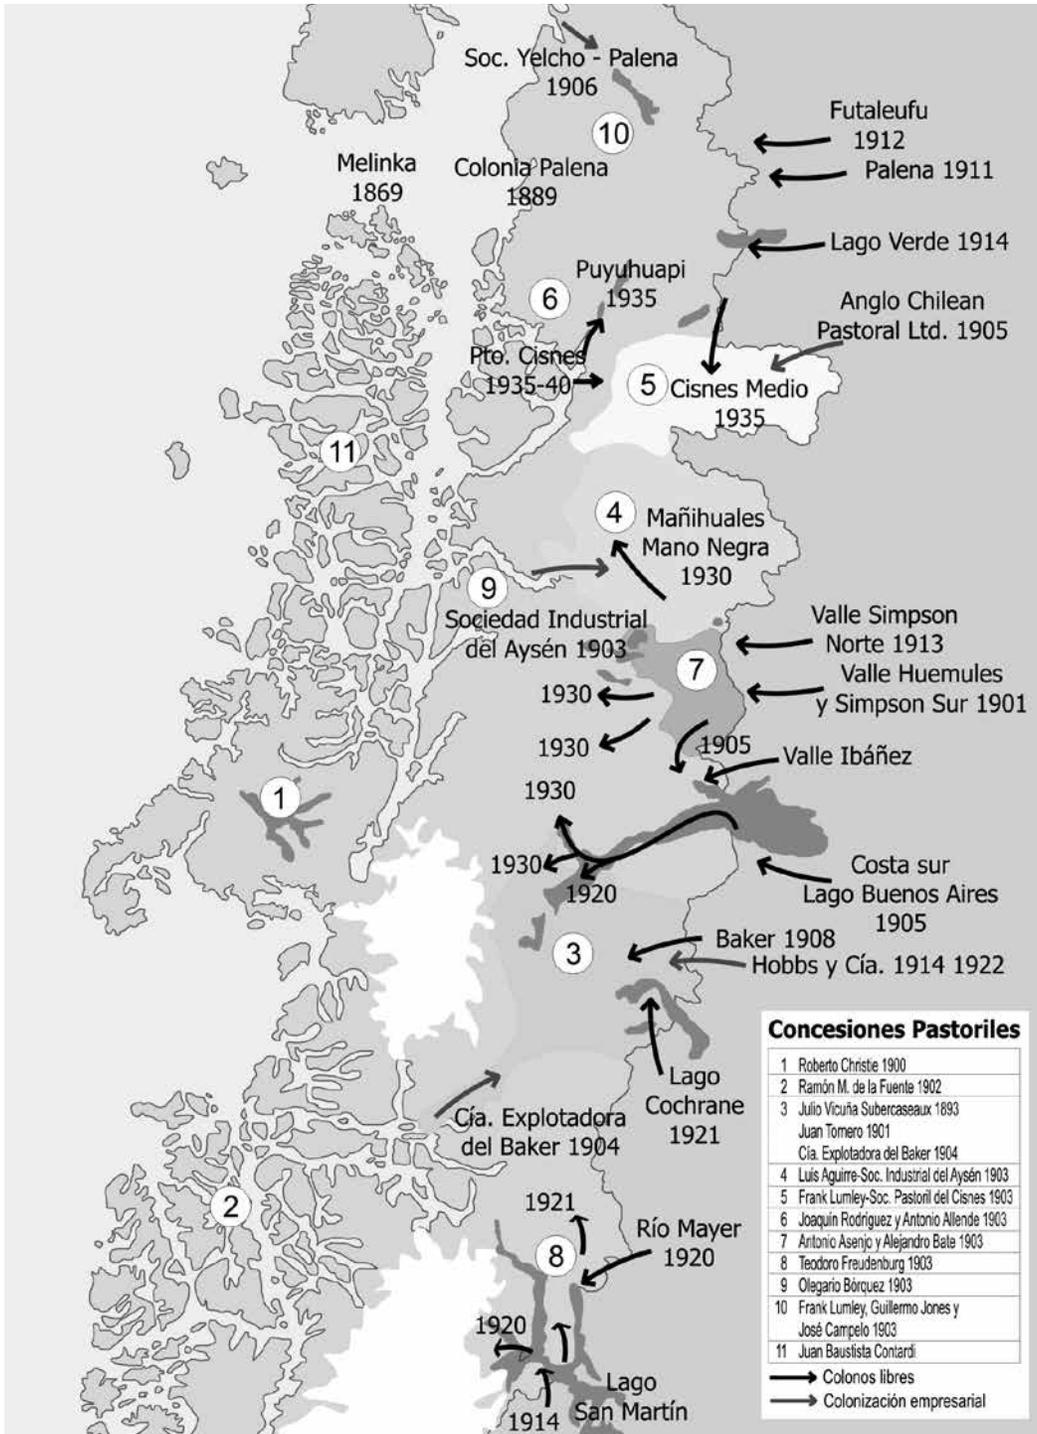 Soc. Yelcho - Palena
1906
10
Futaleufu
1912
Palena 1911
Melinka
1869
Colonia Palena
1889
Lago Verde 1914
Puyuhuapi
1935
6
Anglo Chilean
Pastoral Ltd. 1905
Pto. Cisnes
1935-40
5
Cisnes Medio
1935
11
4
Mañihuales
Mano Negra
1930
9
Sociedad Industrial
del Aysén 1903
Valle Simpson
Norte 1913
7
Valle Huemules
y Simpson Sur 1901
1930
1930
1905
Valle Ibáñez
1930
1
1930
1920
Costa sur
Lago Buenos Aires
1905
3
Baker 1908
Hobbs y Cía. 1914 1922
Lago
Cochrane
1921
Cía. Explotadora
del Baker 1904
2
1921
8
Río Mayer
1920
1920
Lago
San Martín
1914
Concesiones Pastoriles
1 Roberto Christie 1900
2 Ramón M. de la Fuente 1902
3 Julio Vicuña Subercaseaux 1893
Juan Tornero 1901
Cía. Explotadora del Baker 1904
4 Luis Aguirre-Soc. Industrial del Aysén 1903
5 Frank Lumley-Soc. Pastoril del Cisnes 1903
6 Joaquín Rodriguez y Antonio Allende 1903
7 Antonio Asenjo y Alejandro Bate 1903
8 Teodoro Freudenburg 1903
9 Olegario Bórquez 1903
10 Frank Lumley, Guillermo Jones y
José Campelo 1903
11 Juan Baustista Contardi
Colonos libres
Colonización empresarial